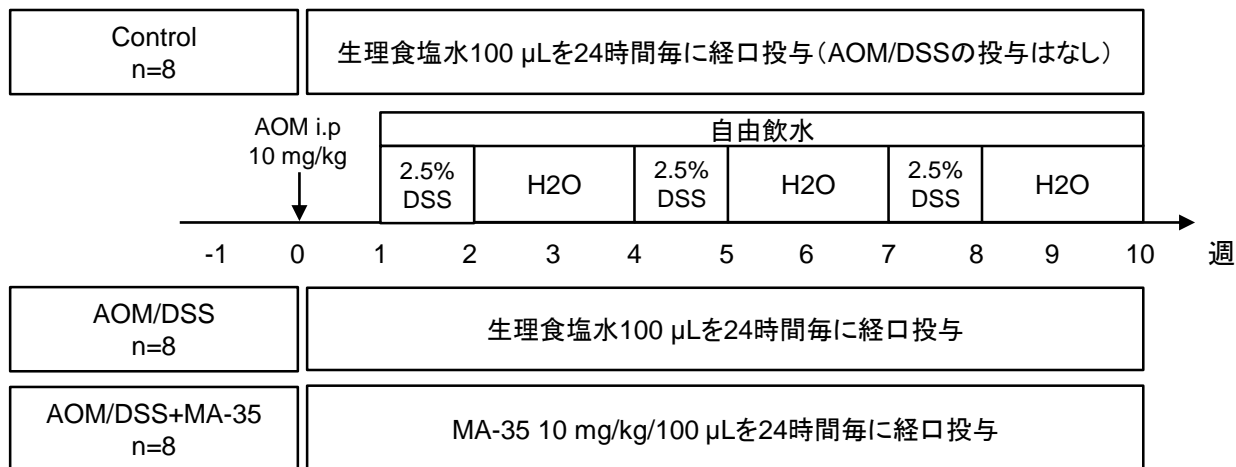 Control
n=8
生理食塩水100 μLを24時間毎に経口投与（AOM/DSSの投与はなし）
AOM i.p
10 mg/kg
自由飲水
2.5%
DSS
H2O
2.5%
DSS
H2O
2.5%
DSS
H2O
-1 0 1 2 3 4 5 6 7 8 9 10 週
AOM/DSS
n=8
生理食塩水100 μLを24時間毎に経口投与
AOM/DSS+MA-35
n=8
MA-35 10 mg/kg/100 μLを24時間毎に経口投与